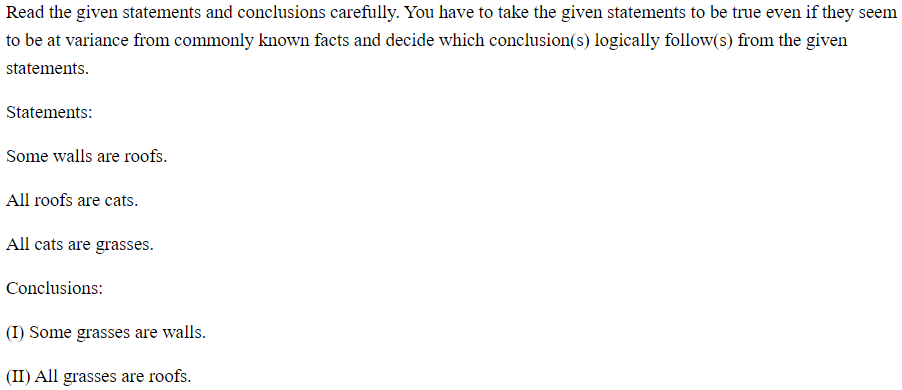 Read the given statements and conclusions carefully. You have to take the given statements to be true even if they seem
to be at variance from commonly known facts and decide which conclusion(s) logically follow(s) from the given
statements.
Statements:
Some walls are roofs.
All roofs are cats.
All cats are grasses.
Conclusions:
(I) Some grasses are walls.
(II) All grasses are roofs.